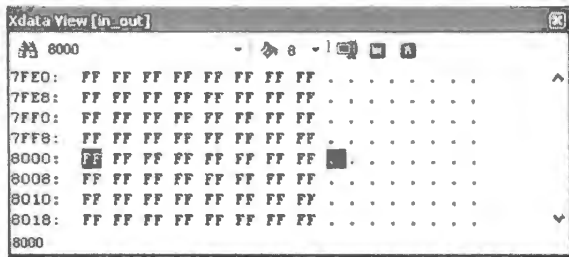 Xdata View [in_out]
8000 8
7FE0: FF FF FF FF FF FF FF FF . . . . . . . .
7FE8: FF FF FF FF FF FF FF FF . . . . . . . .
7FF0: FF FF FF FF FF FF FF FF . . . . . . . .
7FF8: FF FF FF FF FF FF FF FF . . . . . . . .
8000: FF FF FF FF FF FF FF FF . . . . . . . .
8008: FF FF FF FF FF FF FF FF . . . . . . . .
8010: FF FF FF FF FF FF FF FF . . . . . . . .
8018: FF FF FF FF FF FF FF FF . . . . . . . .
8000